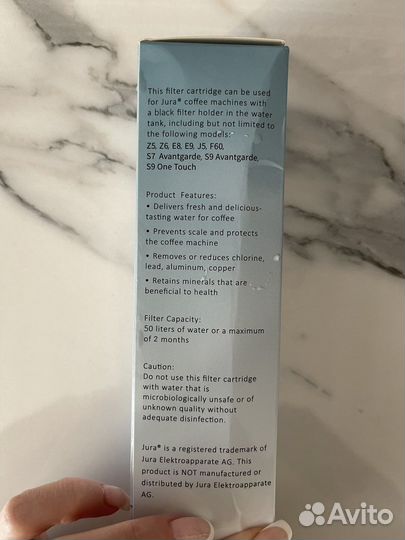 This filter cartridge can be used
for Jura® coffee machines with
a black filter holder in the water
tank, including but not limited to
the following models:
Z5, Z6, E8, E9, J5, F60,
S7 Avantgarde, S9 Avantgarde,
S9 One Touch
Product Features:
• Delivers fresh and delicious-
tasting water for coffee
• Prevents scale and protects
the coffee machine
• Removes or reduces chlorine,
lead, aluminum, copper
• Retains minerals that are
beneficial to health
Filter Capacity:
50 liters of water or a maximum
of 2 months
Caution:
Do not use this filter cartridge
with water that is
microbiologically unsafe or of
unknown quality without
adequate disinfection.
Jura® is a registered trademark of
Jura Elektroapparate AG. This
product is NOT manufactured or
distributed by Jura Elektroapparate
AG.
Avito